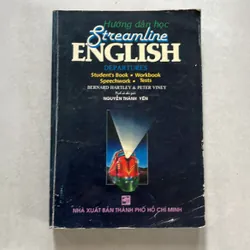 Hướng dẫn học
Streamline
ENGLISH
DEPARTURES
Student's Book • Workbook
Speechwork • Tests
BERNARD HARTLEY & PETER VINEY
NGUYỄN THÀNH YẾN
NHÀ XUẤT BẢN THÀNH PHỐ HỒ CHÍ MINH